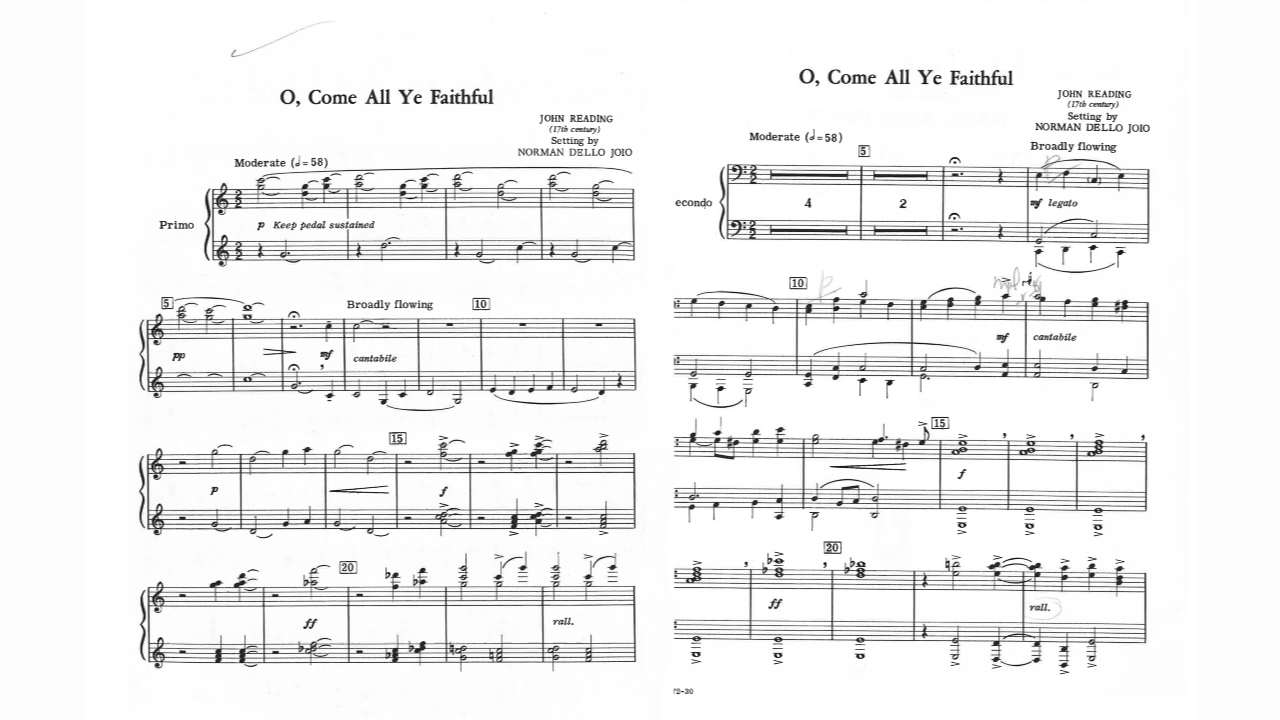 O, Come All Ye Faithful
JOHN READING
(17th century)
Setting by
NORMAN DELLO JOIO
Moderate (𝅗𝅥=58)
Primo
p Keep pedal sustained
5
Broadly flowing
10
pp
mf
cantabile
15
p
f
20
ff
rall.
O, Come All Ye Faithful
JOHN READING
(17th century)
Setting by
NORMAN DELLO JOIO
Moderate (𝅗𝅥=58)
5
Broadly flowing
econdo
4
2
mf legato
10
mf
cantabile
15
f
20
ff
rall.
72-30